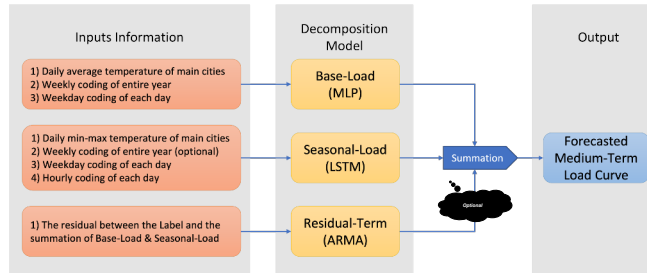 Inputs Information
Decomposition
Model
Output
1) Daily average temperature of main cities
2) Weekly coding of entire year
3) Weekday coding of each day
Base-Load
(MLP)
1) Daily min-max temperature of main cities
2) Weekly coding of entire year (optional)
3) Weekday coding of each day
4) Hourly coding of each day
Seasonal-Load
(LSTM)
Summation
Forecasted
Medium-Term
Load Curve
Optional
1) The residual between the Label and the
summation of Base-Load & Seasonal-Load
Residual-Term
(ARMA)